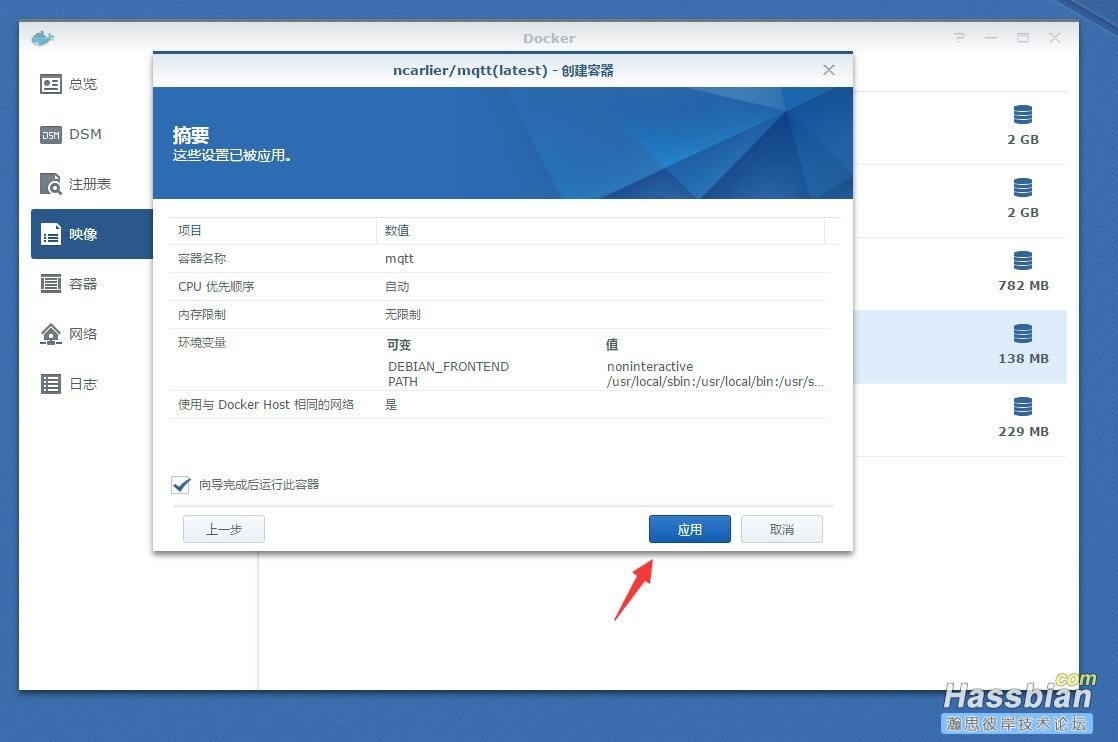 Docker
总览
DSM
DSM
注册表
映像
容器
网络
日志
ncarlier/mqtt(latest) - 创建容器
摘要
这些设置已被应用。
项目 数值
容器名称 mqtt
CPU 优先顺序 自动
内存限制 无限制
环境变量 可变 值
DEBIAN_FRONTEND noninteractive
PATH /usr/local/sbin:/usr/local/bin:/usr/s...
使用与 Docker Host 相同的网络 是
向导完成后运行此容器
上一步 应用 取消
2 GB
2 GB
782 MB
138 MB
229 MB
Hassbian.com
瀚思彼岸技术论坛